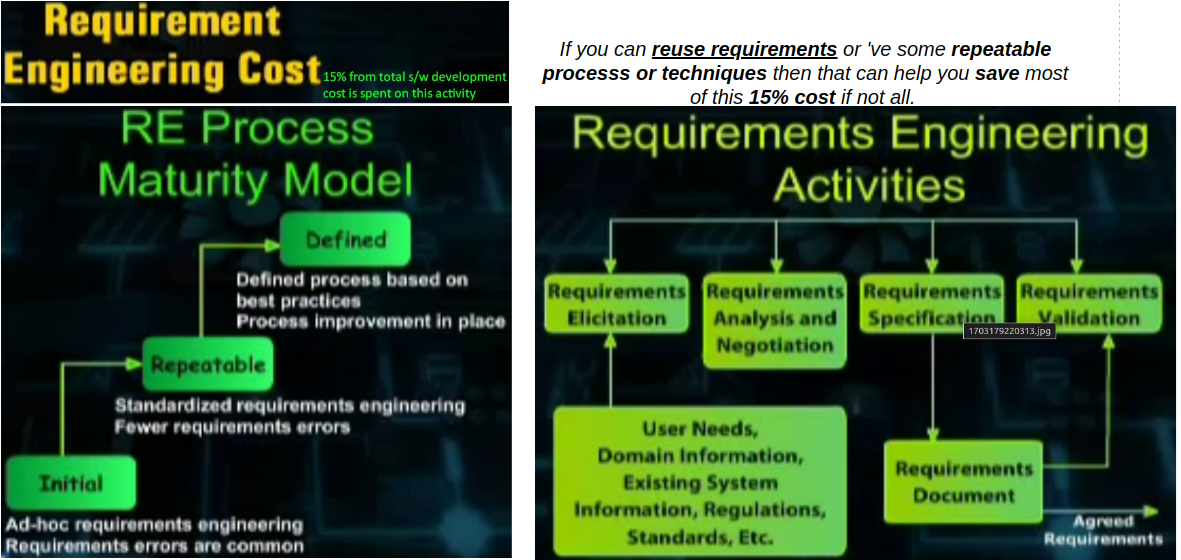 Requirement
Engineering Cost
15% from total s/w development
cost is spent on this activity
If you can reuse requirements or 've some repeatable
processs or techniques then that can help you save most
of this 15% cost if not all.
RE Process
Maturity Model
Defined
Defined process based on
best practices
Process improvement in place
Repeatable
Standardized requirements engineering
Fewer requirements errors
Initial
Ad-hoc requirements engineering
Requirements errors are common
Requirements Engineering
Activities
Requirements
Elicitation
Requirements
Analysis and
Negotiation
Requirements
Specification
Requirements
Validation
1703179220313.jpg
User Needs,
Domain Information,
Existing System
Information, Regulations,
Standards, Etc.
Requirements
Document
Agreed
Requirements